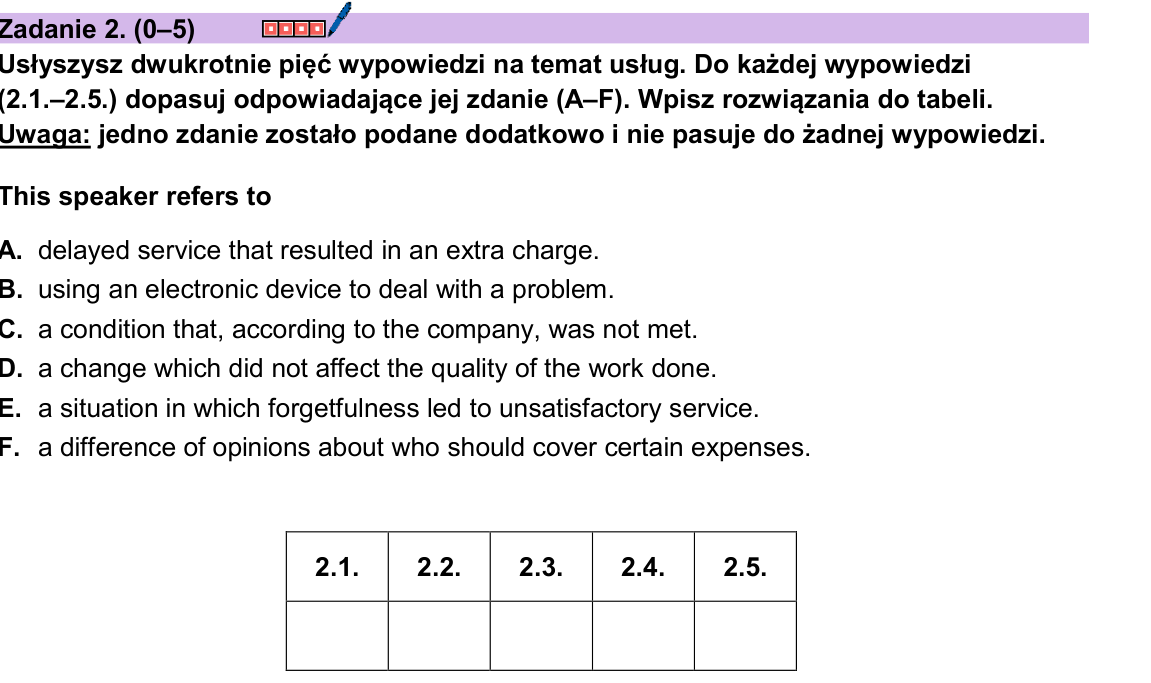 Zadanie 2. (0–5)
Usłyszysz dwukrotnie pięć wypowiedzi na temat usług. Do każdej wypowiedzi
(2.1.–2.5.) dopasuj odpowiadające jej zdanie (A–F). Wpisz rozwiązania do tabeli.
Uwaga: jedno zdanie zostało podane dodatkowo i nie pasuje do żadnej wypowiedzi.
This speaker refers to
A. delayed service that resulted in an extra charge.
B. using an electronic device to deal with a problem.
C. a condition that, according to the company, was not met.
D. a change which did not affect the quality of the work done.
E. a situation in which forgetfulness led to unsatisfactory service.
F. a difference of opinions about who should cover certain expenses.
2.1. 2.2. 2.3. 2.4. 2.5.